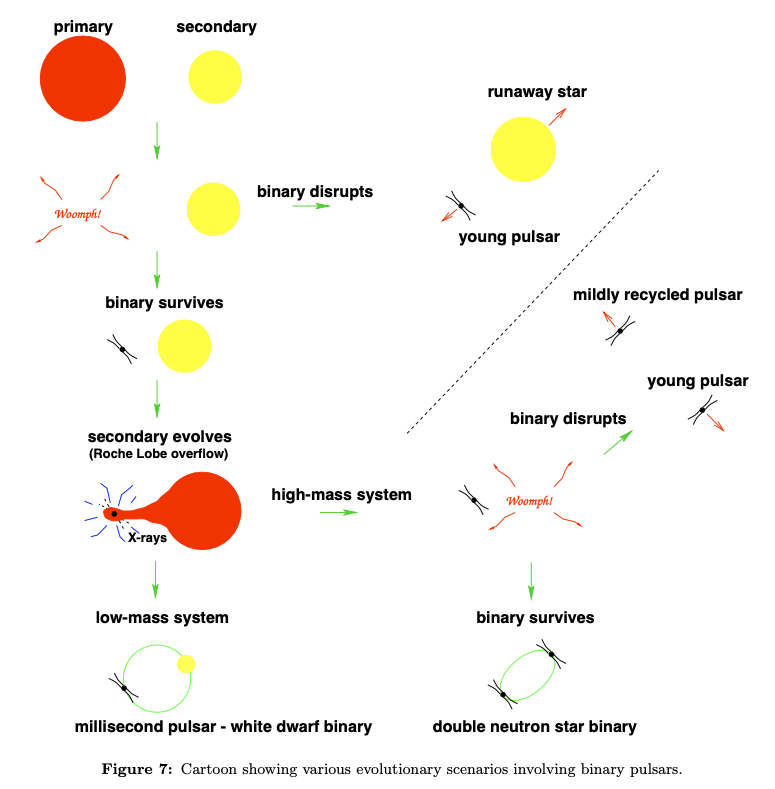 primary
secondary
runaway star
Woomph!
binary disrupts
young pulsar
binary survives
mildly recycled pulsar
young pulsar
secondary evolves
(Roche Lobe overflow)
binary disrupts
high-mass system
Woomph!
X-rays
low-mass system
binary survives
millisecond pulsar - white dwarf binary
double neutron star binary
Figure 7: Cartoon showing various evolutionary scenarios involving binary pulsars.